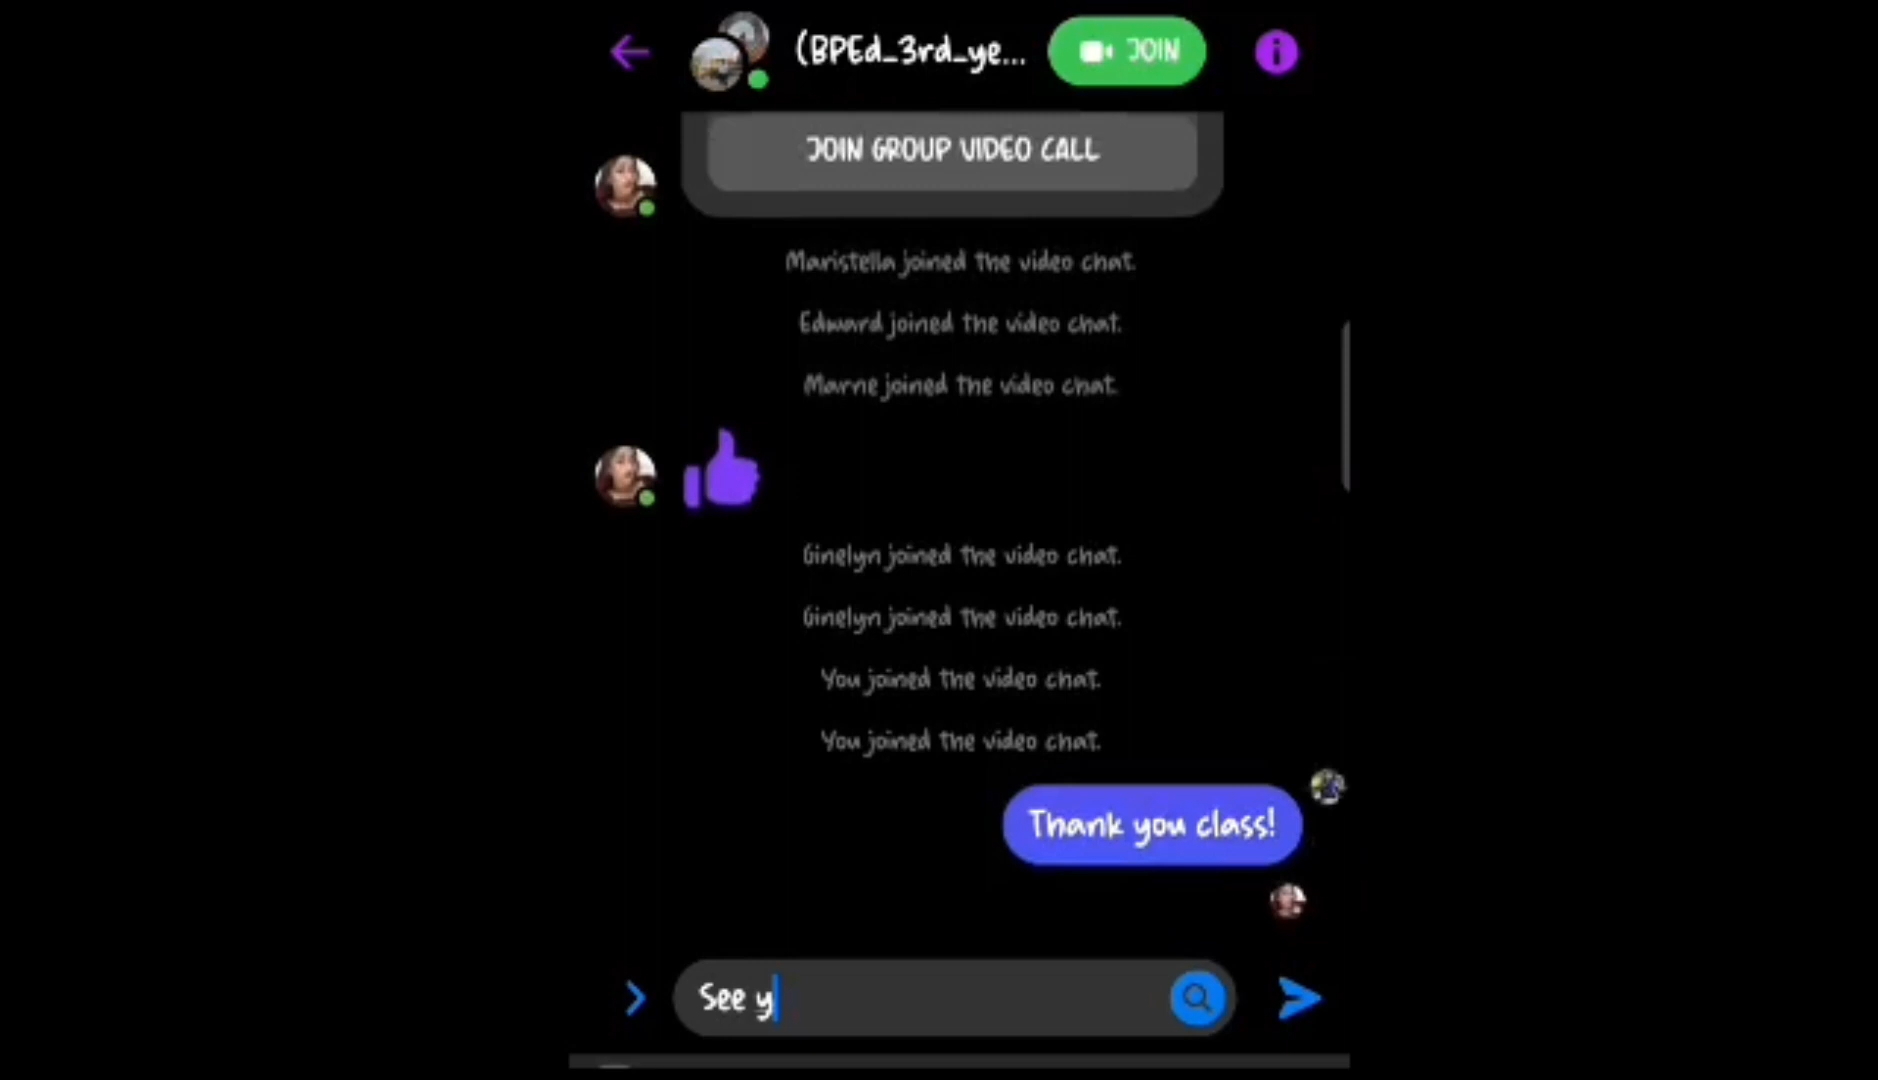 (BPEd_3rd_ye...
JOIN
JOIN GROUP VIDEO CALL
Maristella joined the video chat.
Edward joined the video chat.
Marne joined the video chat.
Ginelyn joined the video chat.
Ginelyn joined the video chat.
You joined the video chat.
You joined the video chat.
Thank you class!
See y